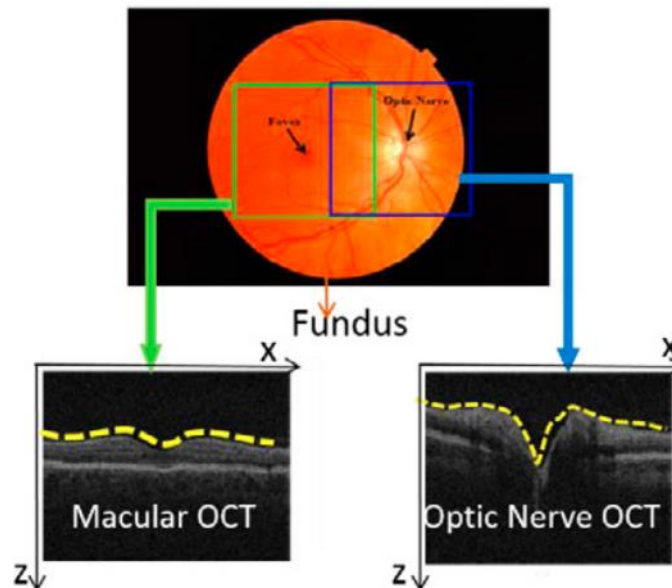 Optic Nerve
Fovea
Fundus
X
X
Macular OCT
Optic Nerve OCT
Z
Z